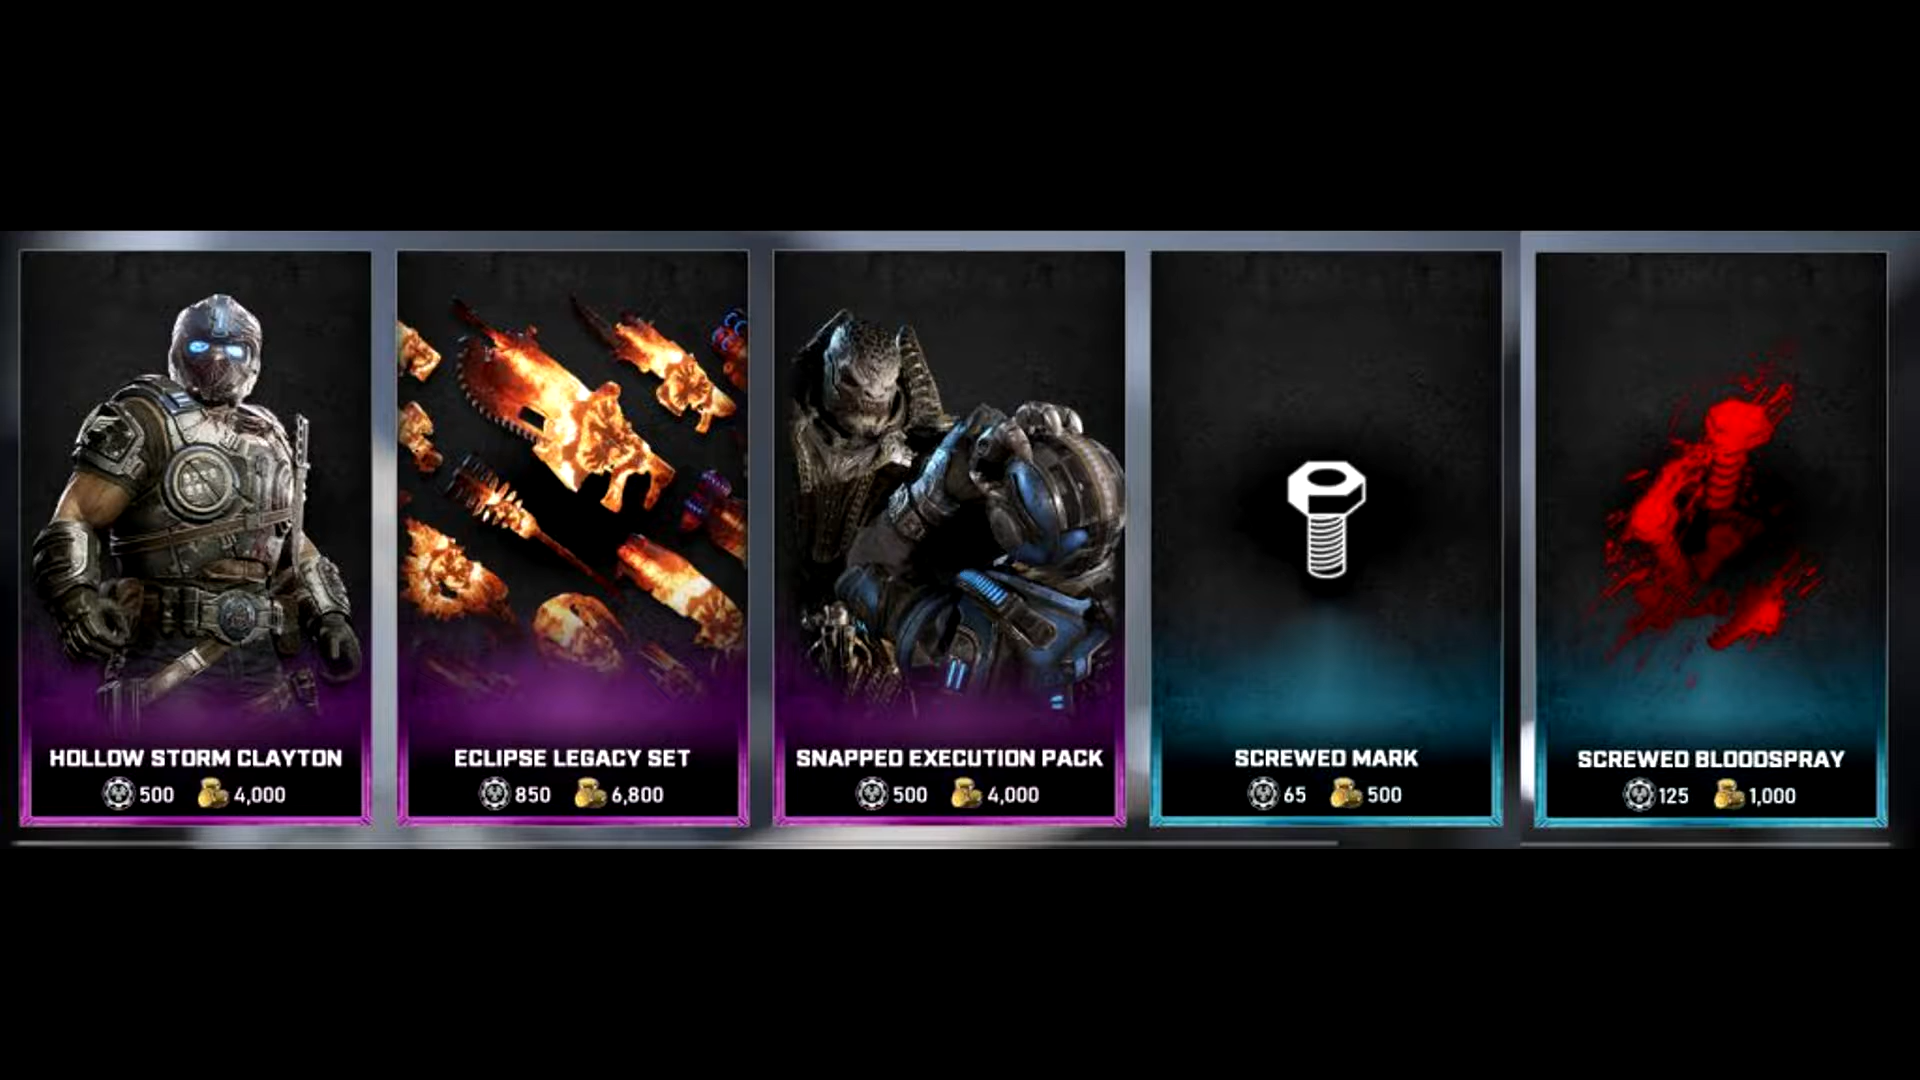 HOLLOW STORM CLAYTON
500 4,000
ECLIPSE LEGACY SET
850 6,800
SNAPPED EXECUTION PACK
500 4,000
SCREWED MARK
65 500
SCREWED BLOODSPRAY
125 1,000